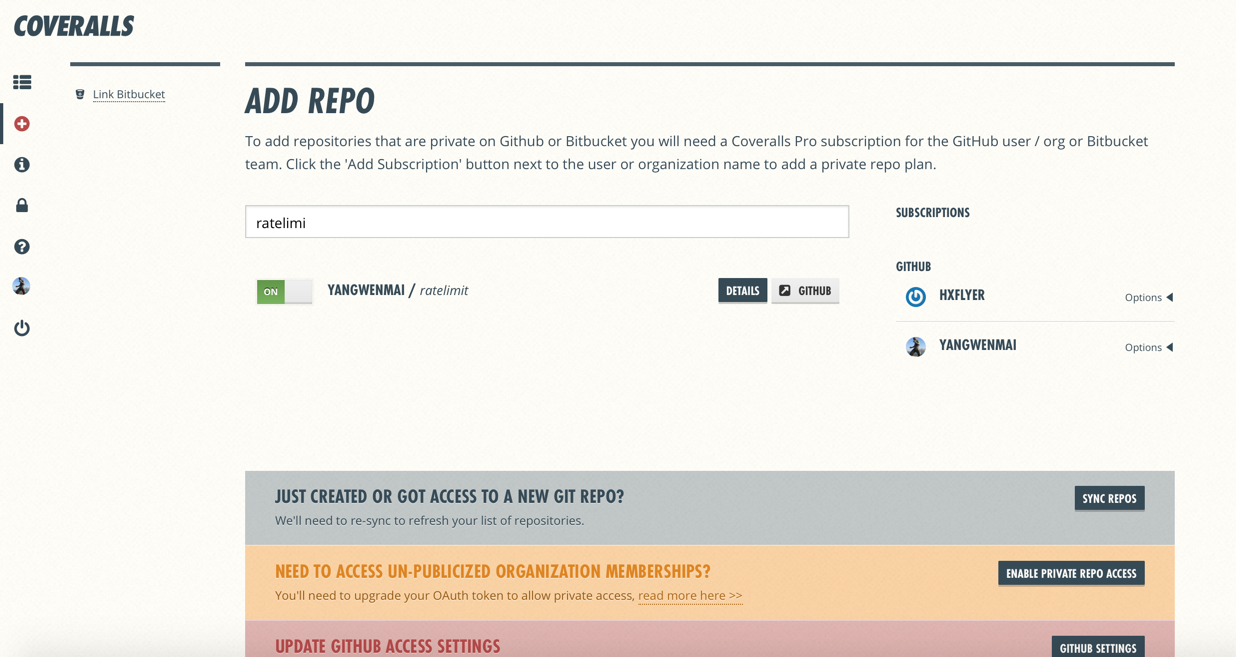 COVERALLS
Link Bitbucket
ADD REPO
To add repositories that are private on Github or Bitbucket you will need a Coveralls Pro subscription for the GitHub user / org or Bitbucket
team. Click the 'Add Subscription' button next to the user or organization name to add a private repo plan.
ratelimi
SUBSCRIPTIONS
GITHUB
HXFLYER Options
YANGWENMAI Options
ON YANGWENMAI / ratelimit DETAILS GITHUB
JUST CREATED OR GOT ACCESS TO A NEW GIT REPO?
We'll need to re-sync to refresh your list of repositories.
SYNC REPOS
NEED TO ACCESS UN-PUBLICIZED ORGANIZATION MEMBERSHIPS?
You'll need to upgrade your OAuth token to allow private access, read more here >>
ENABLE PRIVATE REPO ACCESS
UPDATE GITHUB ACCESS SETTINGS
GITHUB SETTINGS